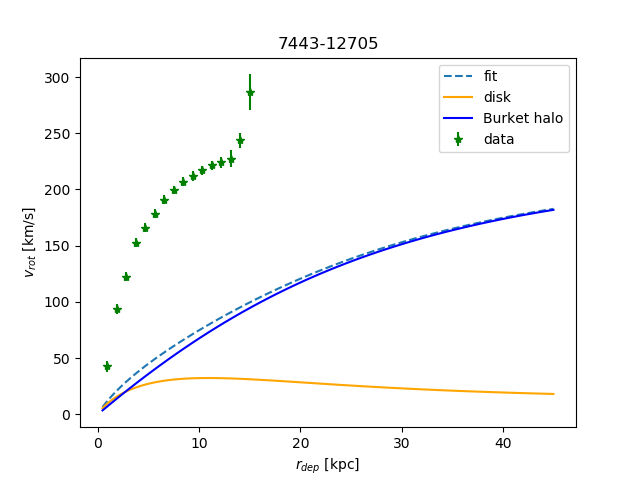 7443-12705
300
250
200
150
100
50
0
v_rot [km/s]
fit
disk
Burket halo
data
0 10 20 30 40
r_dep [kpc]